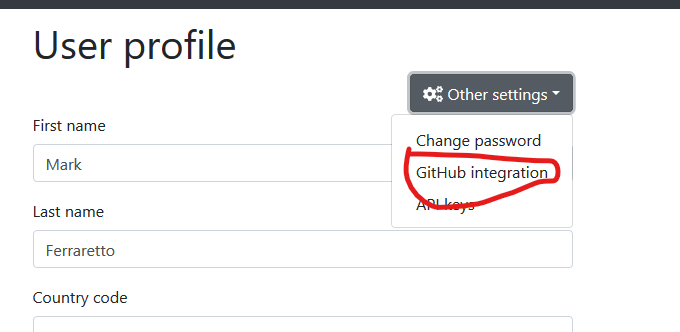 User profile
Other settings
First name
Change password
Mark
GitHub integration
Last name
API keys
Ferraretto
Country code